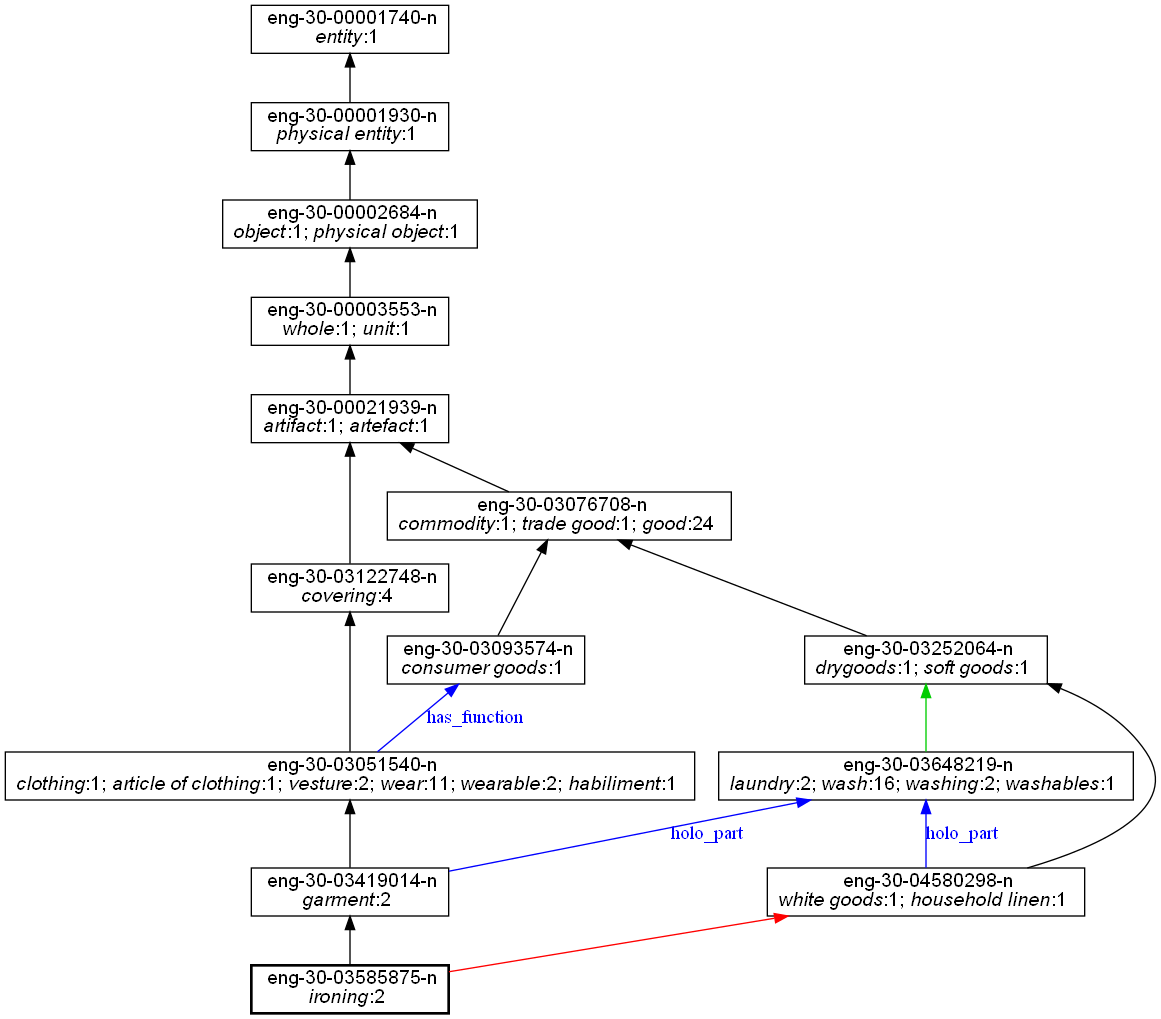 eng-30-00001740-n
entity:1
eng-30-00001930-n
physical entity:1
eng-30-00002684-n
object:1; physical object:1
eng-30-00003553-n
whole:1; unit:1
eng-30-00021939-n
artifact:1; artefact:1
eng-30-03076708-n
commodity:1; trade good:1; good:24
eng-30-03122748-n
covering:4
eng-30-03093574-n
consumer goods:1
eng-30-03252064-n
drygoods:1; soft goods:1
has_function
eng-30-03051540-n
clothing:1; article of clothing:1; vesture:2; wear:11; wearable:2; habiliment:1
eng-30-03648219-n
laundry:2; wash:16; washing:2; washables:1
holo_part
holo_part
eng-30-03419014-n
garment:2
eng-30-04580298-n
white goods:1; household linen:1
eng-30-03585875-n
ironing:2